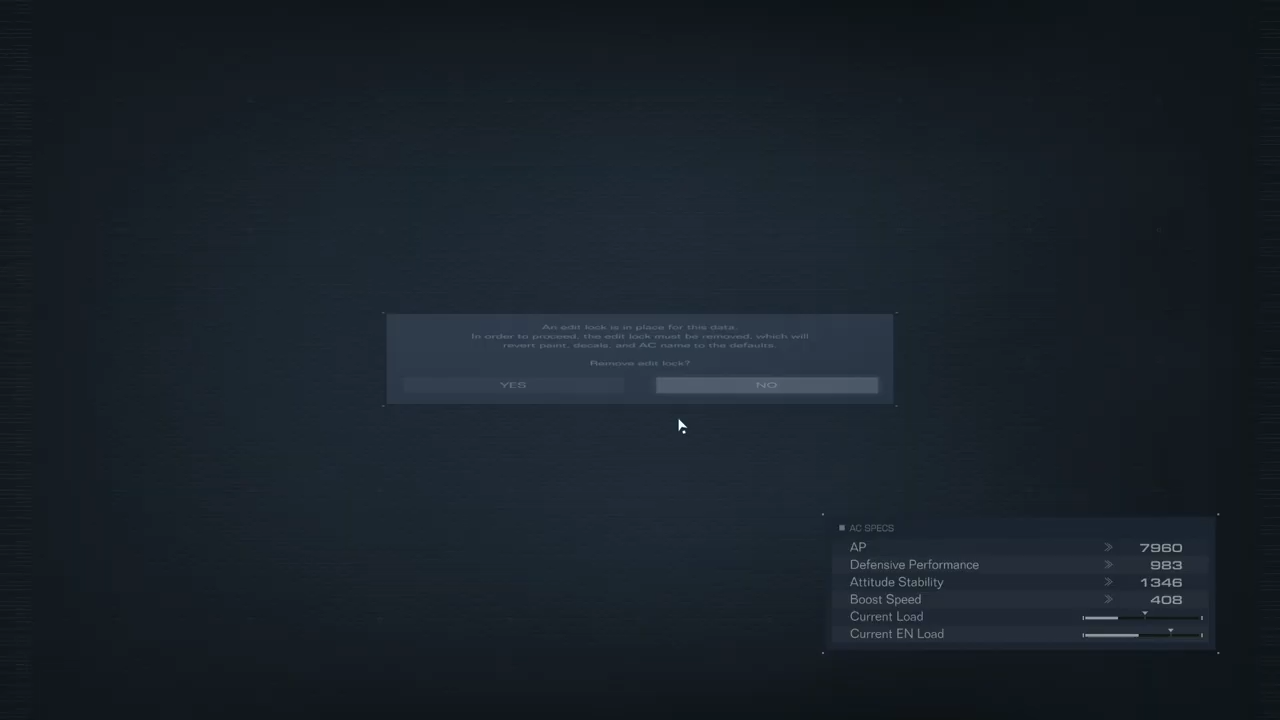 An edit lock is in place for this data.
In order to proceed, the edit lock must be removed, which will
revert paint, decals, and AC name to the defaults.
Remove edit lock?
YES NO
AC SPECS
AP 7960
Defensive Performance 983
Attitude Stability 1346
Boost Speed 408
Current Load
Current EN Load